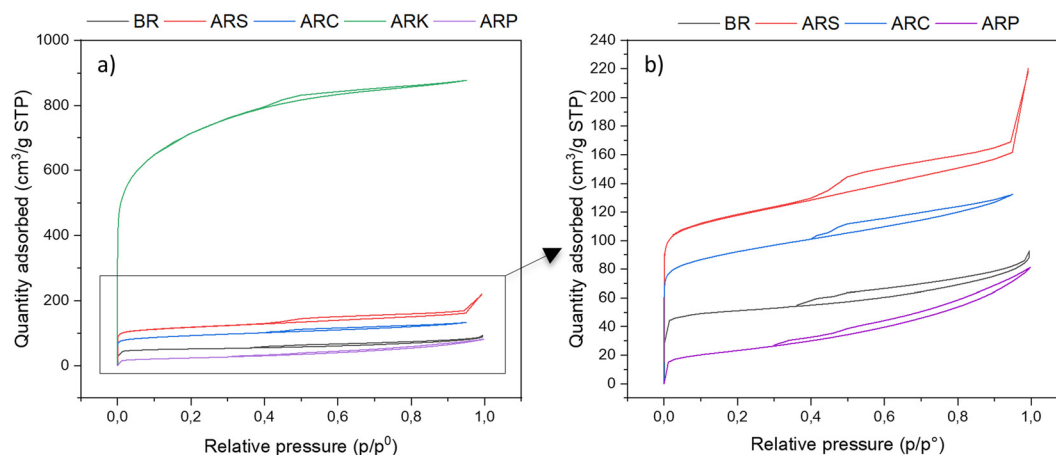 BR ARS ARC ARK ARP
a)
Quantity adsorbed (cm³/g STP)
1000
800
600
400
200
0
0,0 0,2 0,4 0,6 0,8 1,0
Relative pressure (p/p⁰)
BR ARS ARC ARP
b)
Quantity adsorbed (cm³/g STP)
240
220
200
180
160
140
120
100
80
60
40
20
0
0,0 0,2 0,4 0,6 0,8 1,0
Relative pressure (p/p°)